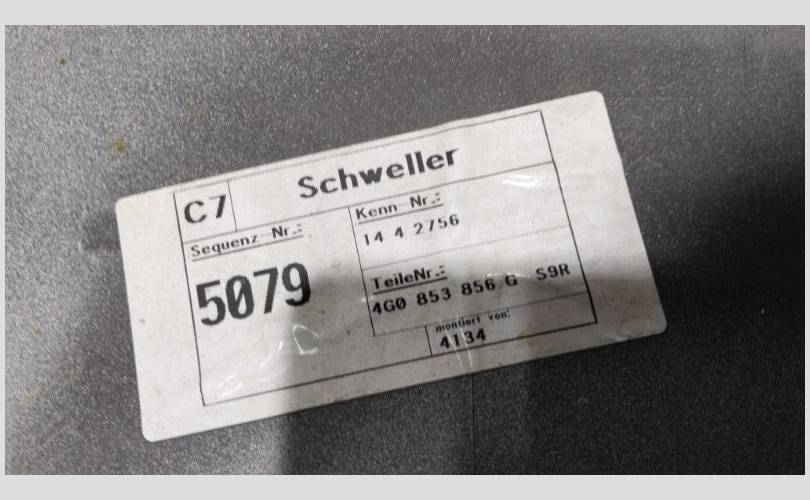 C7 Schweller
Sequenz-Nr.:
5079
Kenn-Nr.:
14 4 2756
TeileNr.:
4G0 853 856 G S9R
montiert von:
4134